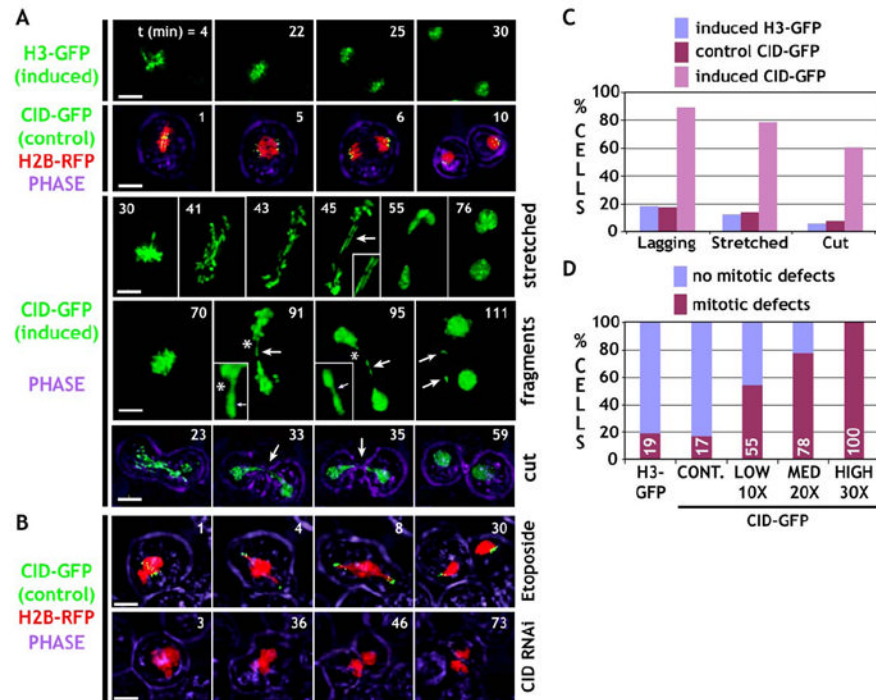 A
H3-GFP
(induced)
t (min) = 4
22
25
30
CID-GFP
(control)
H2B-RFP
PHASE
1
5
6
10
CID-GFP
(induced)
PHASE
30
41
43
45
55
76
stretched
70
91
95
111
*
*
*
*
fragments
23
33
35
59
cut
B
CID-GFP
(control)
H2B-RFP
PHASE
1
4
8
30
Etoposide
3
36
46
73
CID RNAi
C
induced H3-GFP
control CID-GFP
induced CID-GFP
% CELLS
100
80
60
40
20
0
Lagging
Stretched
Cut
D
no mitotic defects
mitotic defects
% CELLS
100
80
60
40
20
0
19
17
55
78
100
H3-GFP
CONT.
LOW 10X
MED 20X
HIGH 30X
CID-GFP